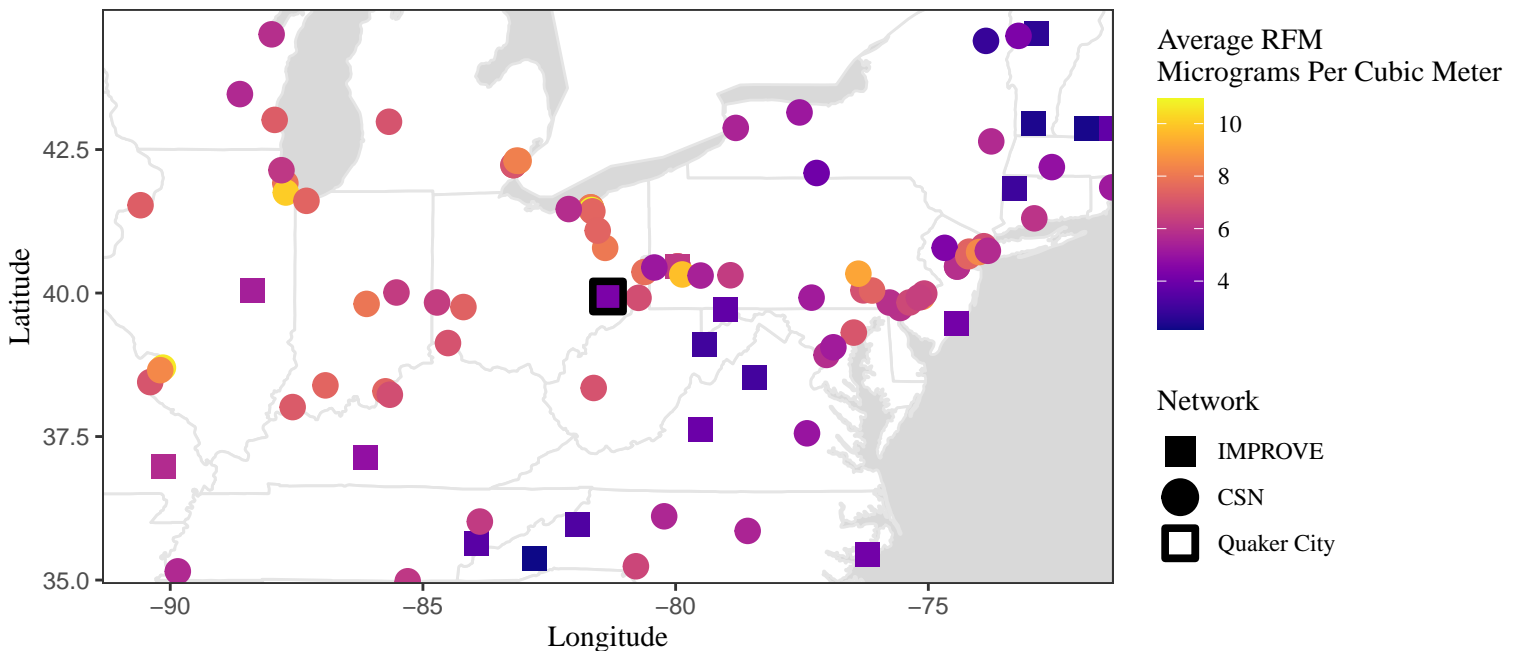 42.5
40.0
37.5
35.0
Latitude
−90
−85
−80
−75
Longitude
Average RFM
Micrograms Per Cubic Meter
10
8
6
4
Network
IMPROVE
CSN
Quaker City